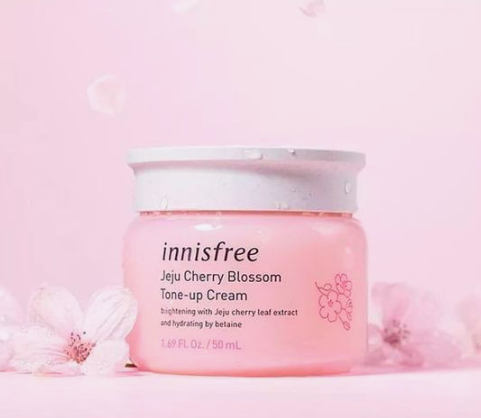 innisfree
Jeju Cherry Blossom
Tone-up Cream
brightening with Jeju cherry leaf extract
and hydrating by betaine
1.69 FL.Oz. / 50 mL